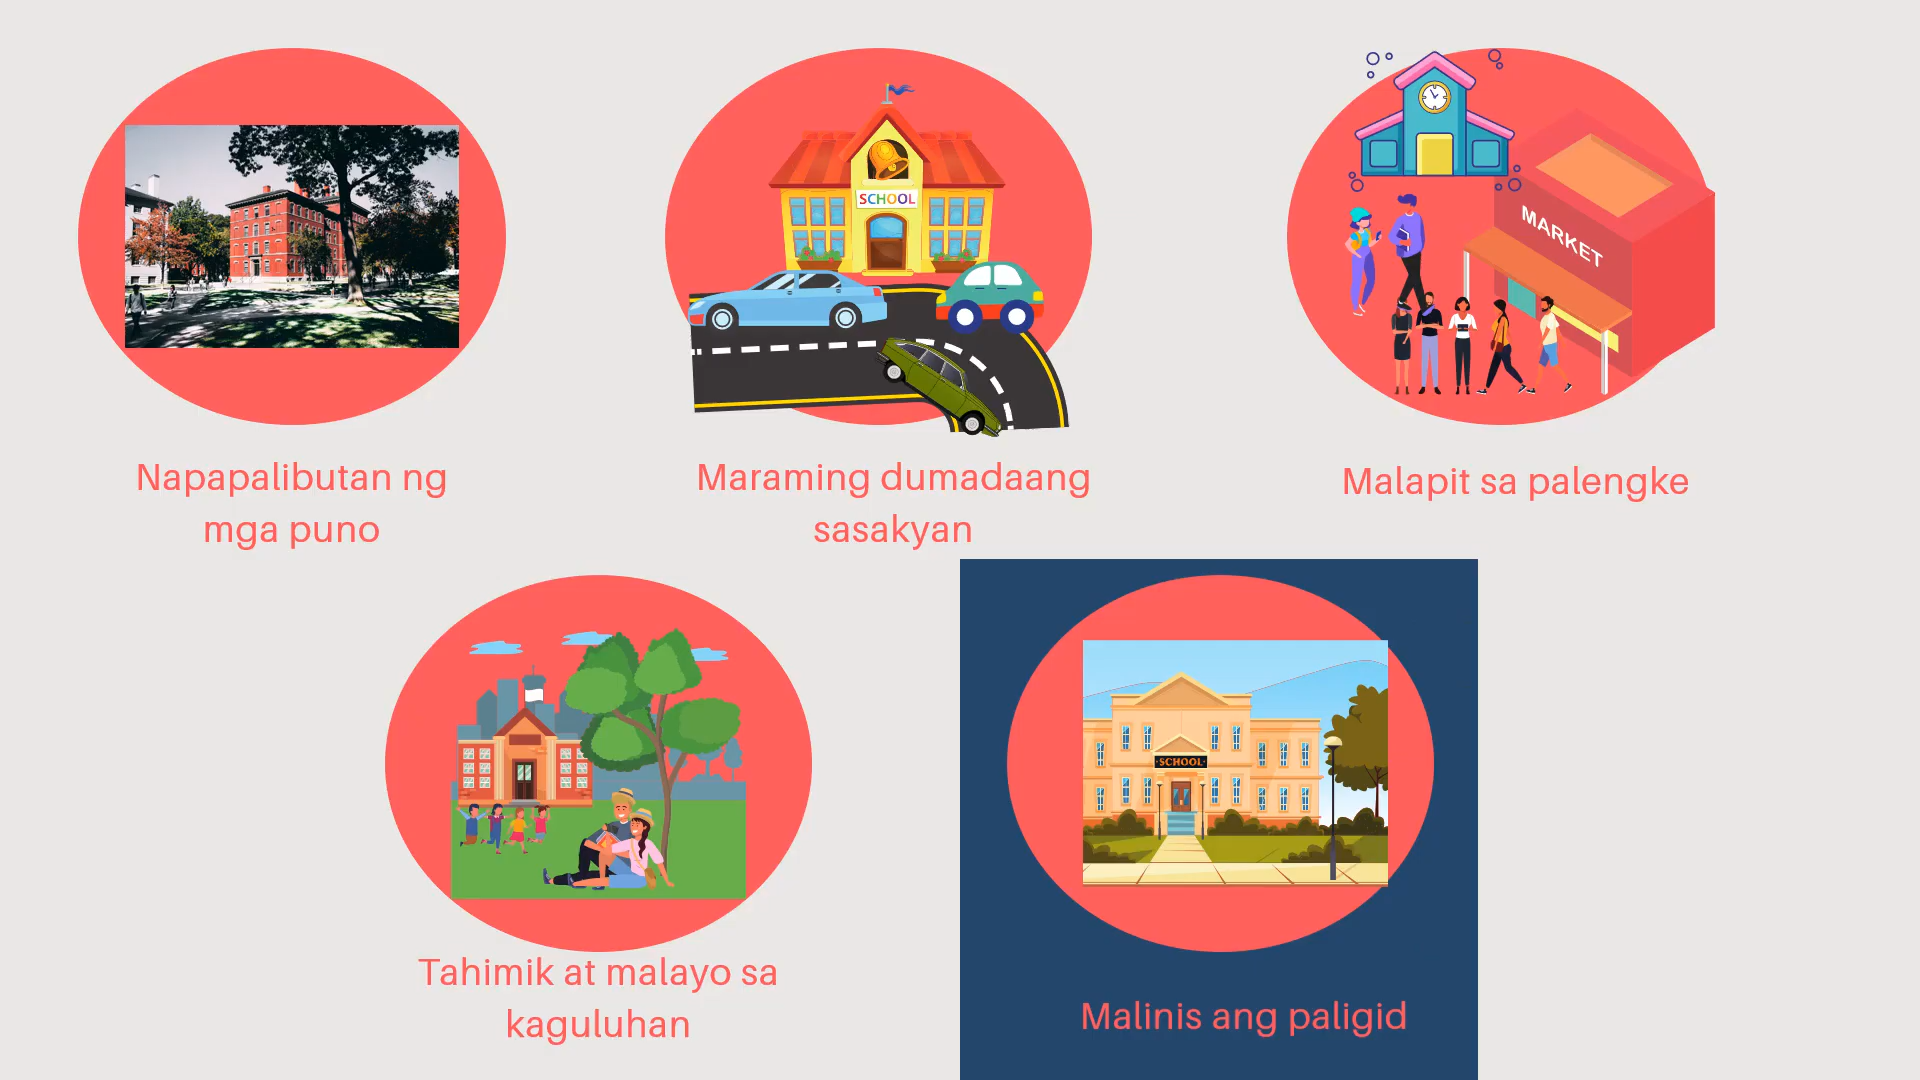 SCHOOL
MARKET
Napapalibutan ng
mga puno
Maraming dumadaang
sasakyan
Malapit sa palengke
SCHOOL
Tahimik at malayo sa
kaguluhan
Malinis ang paligid